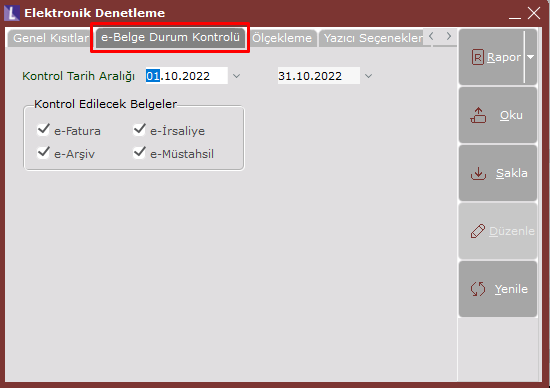 L Elektronik Denetleme
Genel Kısıtlar e-Belge Durum Kontrolü Ölçekleme Yazıcı Seçenekler
Kontrol Tarih Aralığı 01.10.2022 31.10.2022
Kontrol Edilecek Belgeler
e-Fatura e-İrsaliye
e-Arşiv e-Müstahsil
R Rapor
Oku
Sakla
Düzenle
Yenile